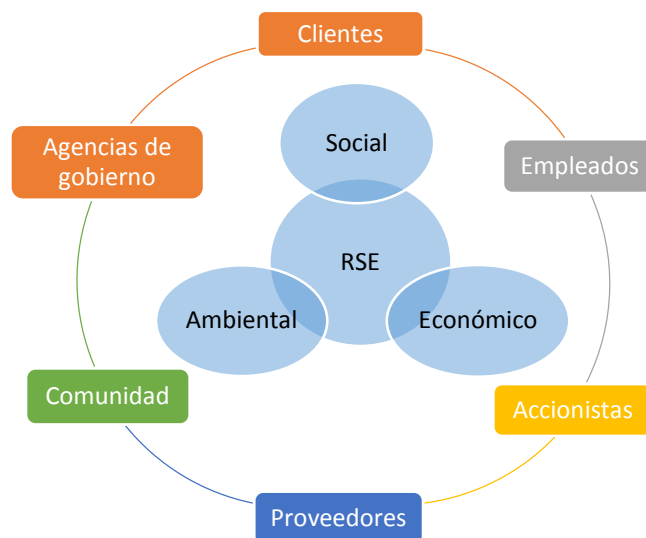 Clientes
Agencias de
gobierno
Social
Empleados
RSE
Ambiental
Económico
Comunidad
Accionistas
Proveedores